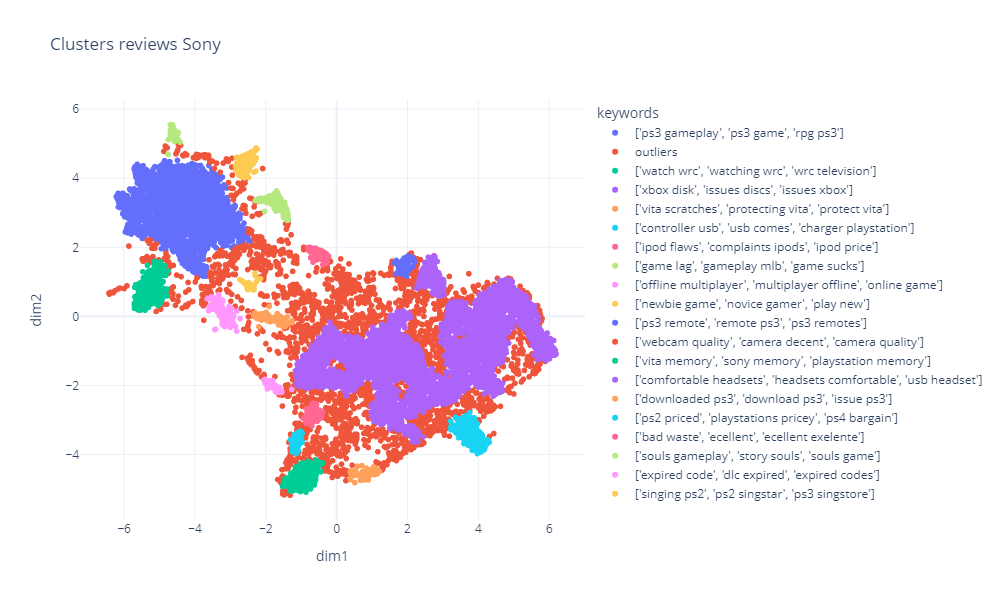 Clusters reviews Sony
keywords
['ps3 gameplay', 'ps3 game', 'rpg ps3']
outliers
['watch wrc', 'watching wrc', 'wrc television']
['xbox disk', 'issues discs', 'issues xbox']
['vita scratches', 'protecting vita', 'protect vita']
['controller usb', 'usb comes', 'charger playstation']
['ipod flaws', 'complaints ipods', 'ipod price']
['game lag', 'gameplay mlb', 'game sucks']
['offline multiplayer', 'multiplayer offline', 'online game']
['newbie game', 'novice gamer', 'play new']
['ps3 remote', 'remote ps3', 'ps3 remotes']
['webcam quality', 'camera decent', 'camera quality']
['vita memory', 'sony memory', 'playstation memory']
['comfortable headsets', 'headsets comfortable', 'usb headset']
['downloaded ps3', 'download ps3', 'issue ps3']
['ps2 priced', 'playstations pricey', 'ps4 bargain']
['bad waste', 'ecellent', 'ecellent exelente']
['souls gameplay', 'story souls', 'souls game']
['expired code', 'dlc expired', 'expired codes']
['singing ps2', 'ps2 singstar', 'ps3 singstore']
6
4
2
0
−2
−4
dim2
−6
−4
−2
0
2
4
6
dim1